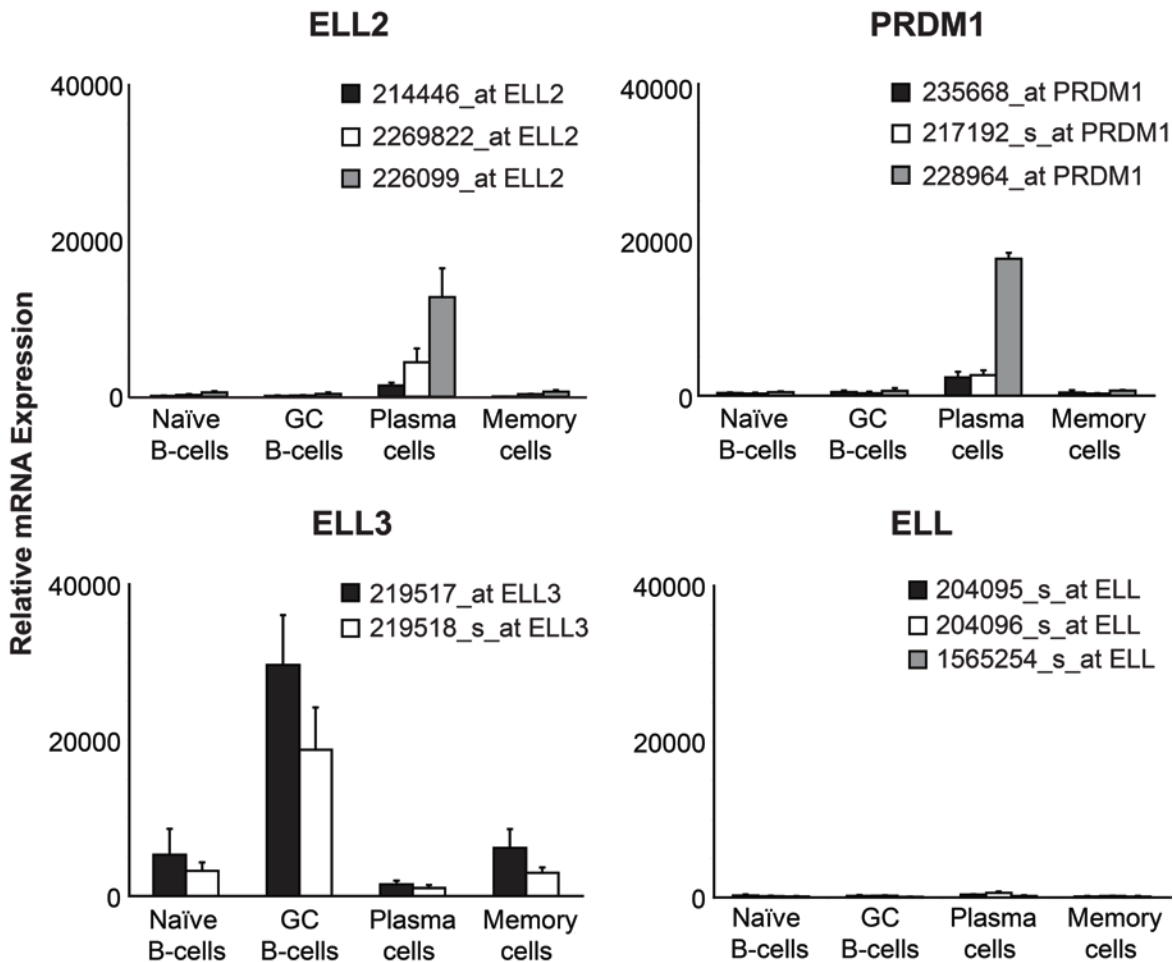 ELL2
40000
20000
0
214446_at ELL2
2269822_at ELL2
226099_at ELL2
Naïve
B-cells
GC
B-cells
Plasma
cells
Memory
cells
PRDM1
40000
20000
0
235668_at PRDM1
217192_s_at PRDM1
228964_at PRDM1
Naïve
B-cells
GC
B-cells
Plasma
cells
Memory
cells
Relative mRNA Expression
ELL3
40000
20000
0
219517_at ELL3
219518_s_at ELL3
Naïve
B-cells
GC
B-cells
Plasma
cells
Memory
cells
ELL
40000
20000
0
204095_s_at ELL
204096_s_at ELL
1565254_s_at ELL
Naïve
B-cells
GC
B-cells
Plasma
cells
Memory
cells